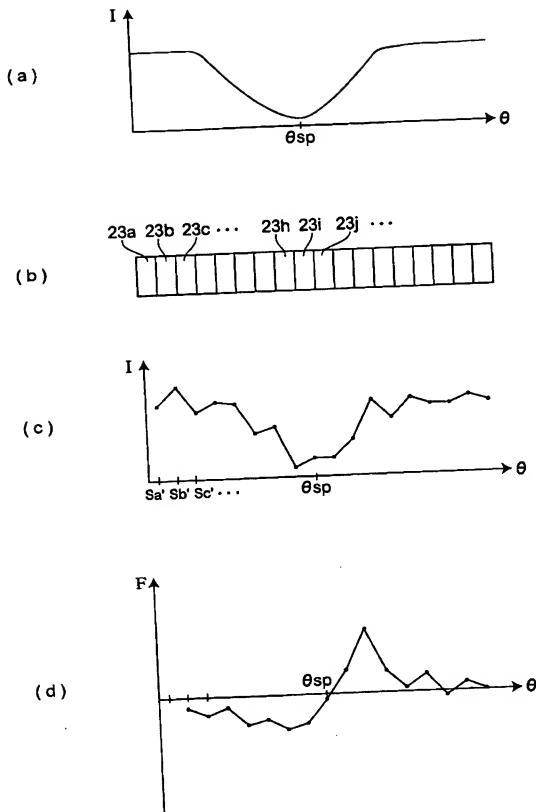 I
(a)
θ
θsp
23a 23b 23c ··· 23h 23i 23j ···
(b)
I
(c)
Sa' Sb' Sc' ··· θsp
θ
F
θsp
(d)
θ